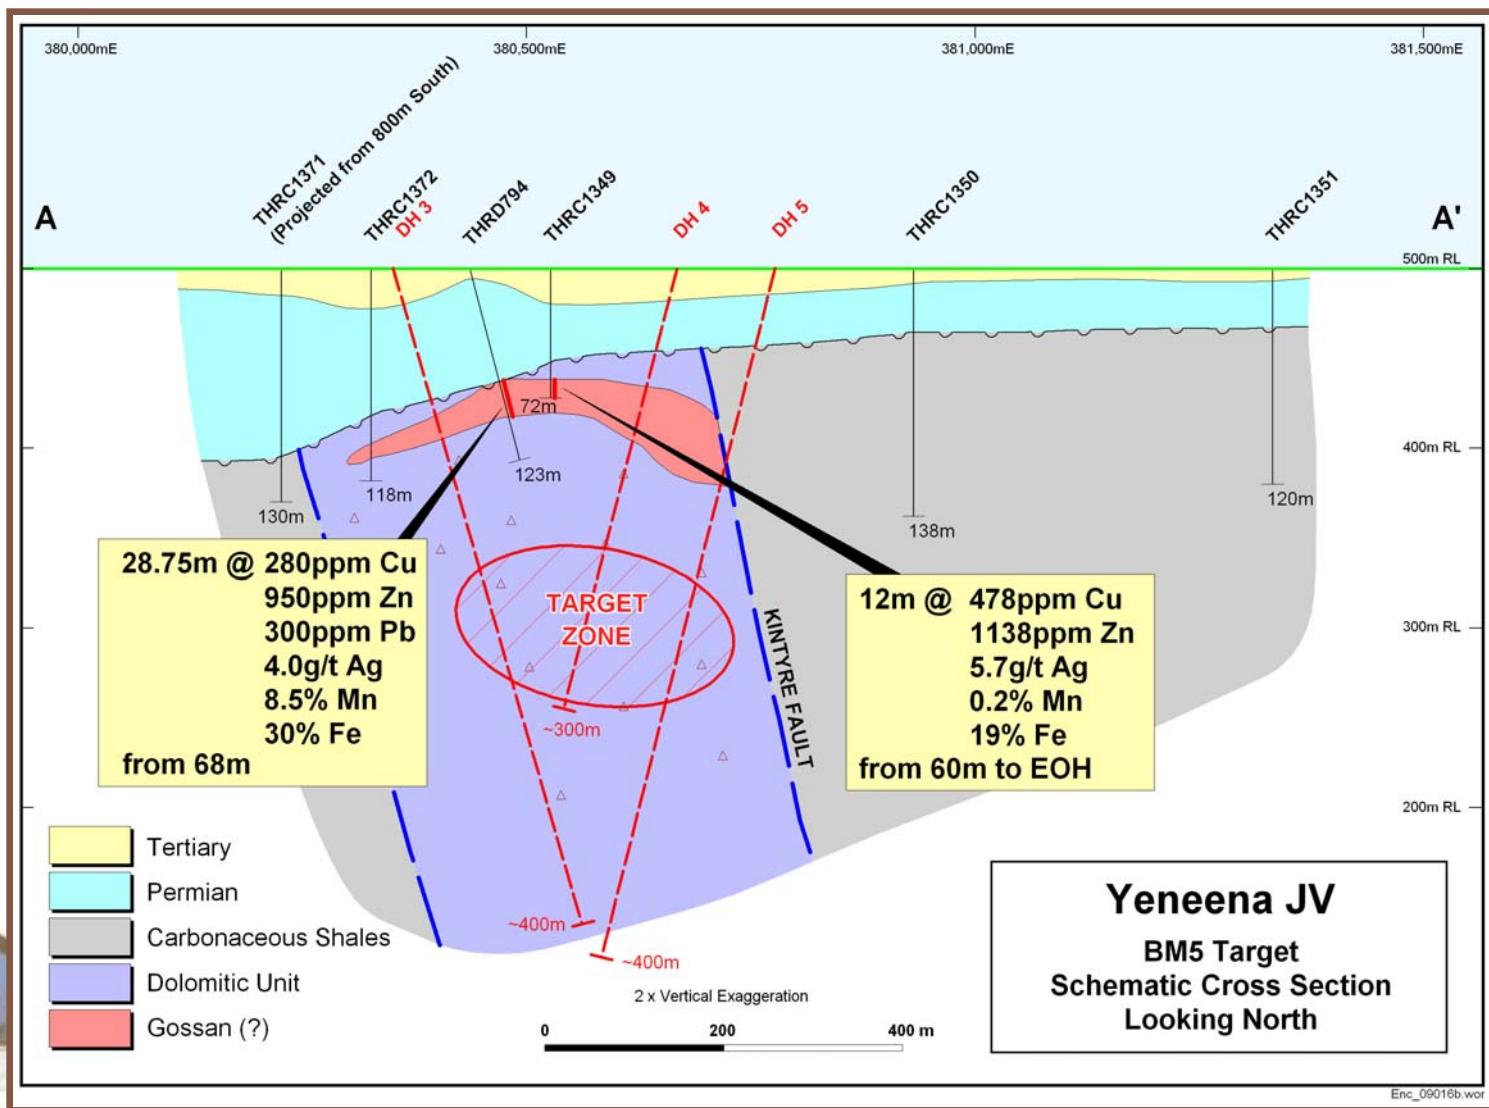 380,000mE
380,500mE
381,000mE
381,500mE
THRC1371
(Projected from 800m South)
THRC1372
DH 3
THRD794
THRC1349
DH 4
DH 5
THRC1350
THRC1351
A
A'
500m RL
72m
400m RL
123m
118m
130m
120m
138m
28.75m @ 280ppm Cu
950ppm Zn
300ppm Pb
4.0g/t Ag
8.5% Mn
30% Fe
from 68m
TARGET
ZONE
KINTYRE FAULT
12m @ 478ppm Cu
1138ppm Zn
5.7g/t Ag
0.2% Mn
19% Fe
from 60m to EOH
300m RL
~300m
200m RL
~400m
~400m
Tertiary
Permian
Carbonaceous Shales
Dolomitic Unit
Gossan (?)
2 x Vertical Exaggeration
0 200 400 m
Yeneena JV
BM5 Target
Schematic Cross Section
Looking North
Enc_09016b.wor